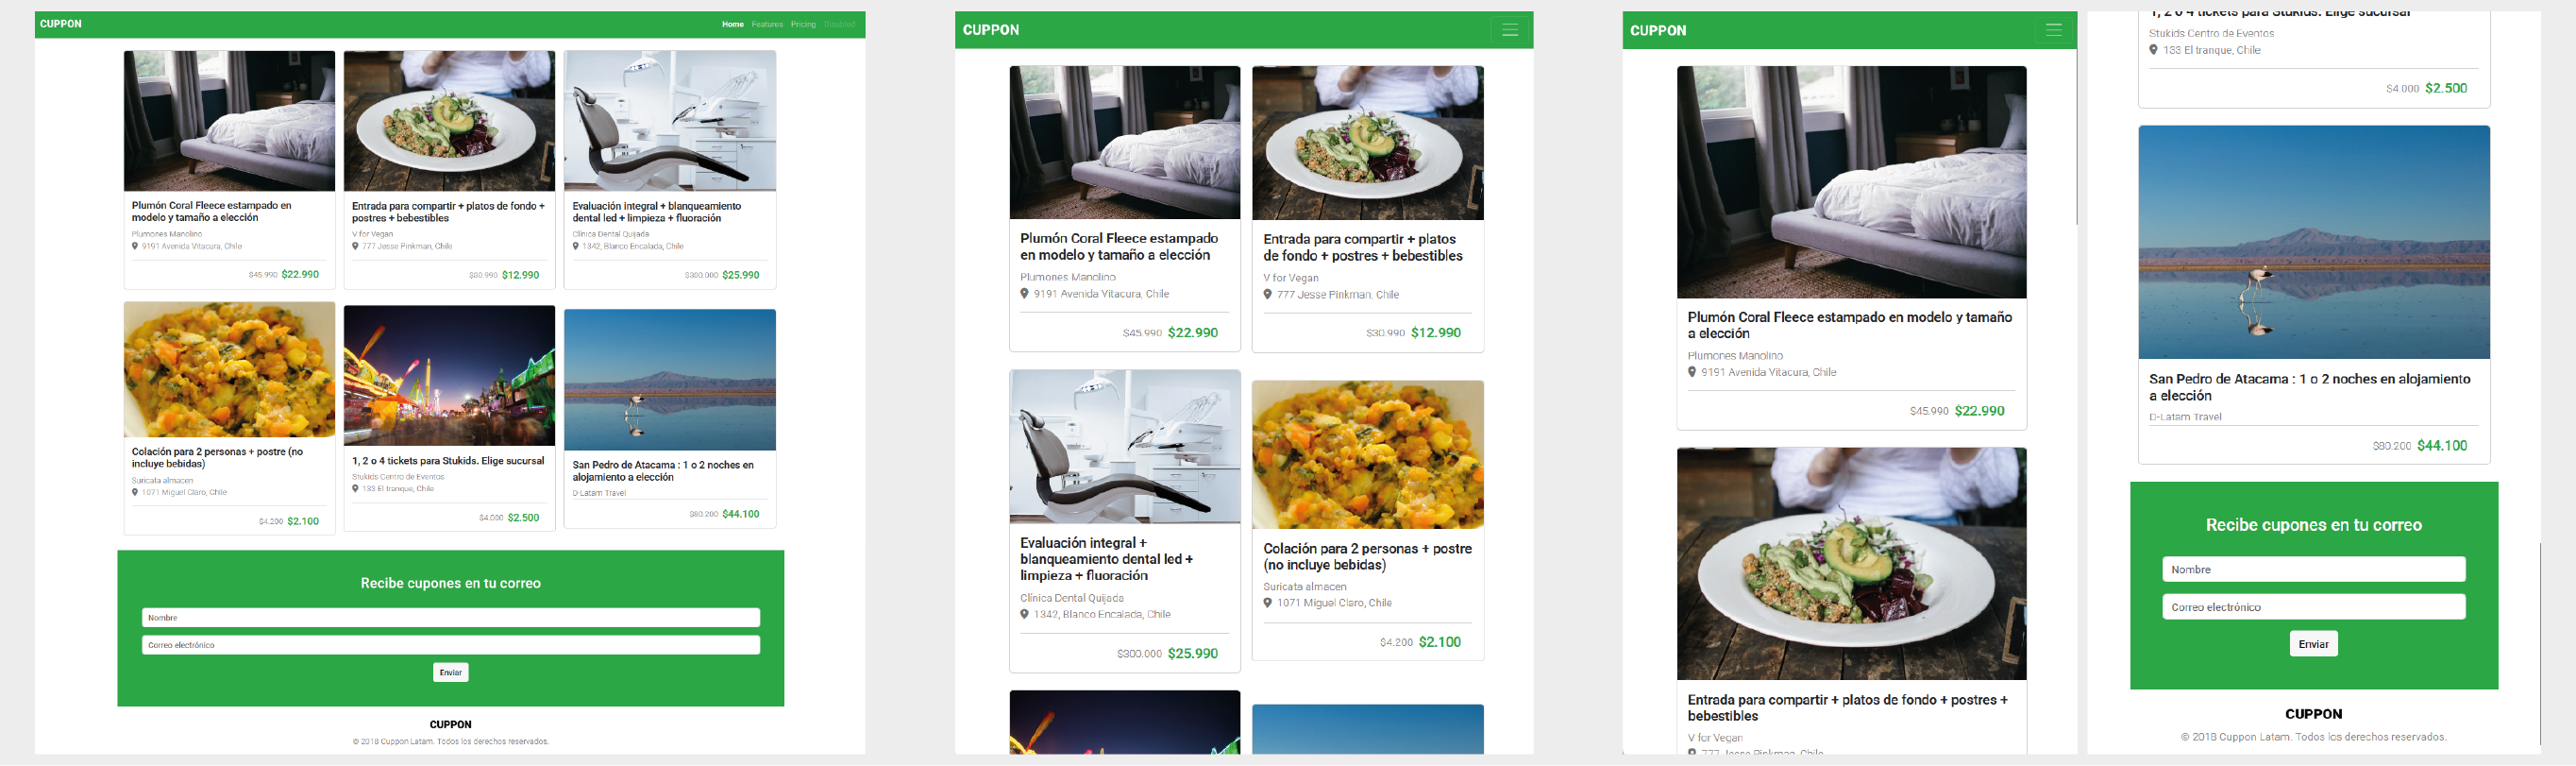 CUPPON
Home Features Pricing Disabled
Plumón Coral Fleece estampado en
modelo y tamaño a elección
Plumones Manolino
9191 Avenida Vitacura, Chile
$45.990 $22.990
Entrada para compartir + platos de fondo +
postres + bebestibles
V for Vegan
777 Jesse Pinkman, Chile
$30.990 $12.990
Evaluación integral + blanqueamiento
dental led + limpieza + fluoración
Clínica Dental Quijada
1342, Blanco Encalada, Chile
$300.000 $25.990
Colación para 2 personas + postre (no
incluye bebidas)
Suricata almacen
1071 Miguel Claro, Chile
$4.200 $2.100
1, 2 o 4 tickets para Stukids. Elige sucursal
Stukids Centro de Eventos
133 El tranque, Chile
$4.000 $2.500
San Pedro de Atacama : 1 o 2 noches en
alojamiento a elección
D-Latam Travel
$80.200 $44.100
Recibe cupones en tu correo
Nombre
Correo electrónico
Enviar
CUPPON
© 2018 Cuppon Latam. Todos los derechos reservados.
CUPPON
Plumón Coral Fleece estampado
en modelo y tamaño a elección
Plumones Manolino
9191 Avenida Vitacura, Chile
$45.990 $22.990
Entrada para compartir + platos
de fondo + postres + bebestibles
V for Vegan
777 Jesse Pinkman, Chile
$30.990 $12.990
Evaluación integral +
blanqueamiento dental led +
limpieza + fluoración
Clínica Dental Quijada
1342, Blanco Encalada, Chile
$300.000 $25.990
Colación para 2 personas + postre
(no incluye bebidas)
Suricata almacen
1071 Miguel Claro, Chile
$4.200 $2.100
CUPPON
Plumón Coral Fleece estampado en modelo y tamaño
a elección
Plumones Manolino
9191 Avenida Vitacura, Chile
$45.990 $22.990
Entrada para compartir + platos de fondo + postres +
bebestibles
V for Vegan
777 Jesse Pinkman, Chile
1, 2 o 4 tickets para Stukids. Elige sucursal
Stukids Centro de Eventos
133 El tranque, Chile
$4.000 $2.500
San Pedro de Atacama : 1 o 2 noches en alojamiento
a elección
D-Latam Travel
$80.200 $44.100
Recibe cupones en tu correo
Nombre
Correo electrónico
Enviar
CUPPON
© 2018 Cuppon Latam. Todos los derechos reservados.